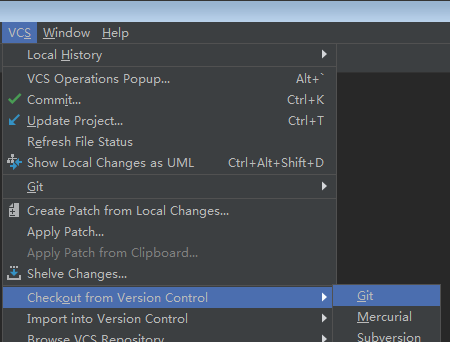 VCS Window Help
Local History
VCS Operations Popup... Alt+`
Commit... Ctrl+K
Update Project... Ctrl+T
Refresh File Status
Show Local Changes as UML Ctrl+Alt+Shift+D
Git
Create Patch from Local Changes...
Apply Patch...
Apply Patch from Clipboard...
Shelve Changes...
Checkout from Version Control Git
Import into Version Control Mercurial
Browse VCS Repository Subversion